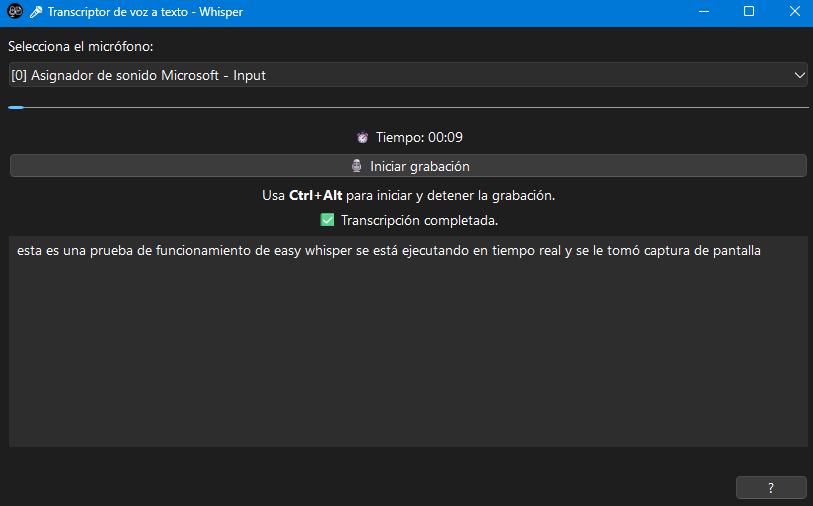 Transcriptor de voz a texto - Whisper
Selecciona el micrófono:
[0] Asignador de sonido Microsoft - Input
Tiempo: 00:09
Iniciar grabación
Usa Ctrl+Alt para iniciar y detener la grabación.
Transcripción completada.
esta es una prueba de funcionamiento de easy whisper se está ejecutando en tiempo real y se le tomó captura de pantalla
?